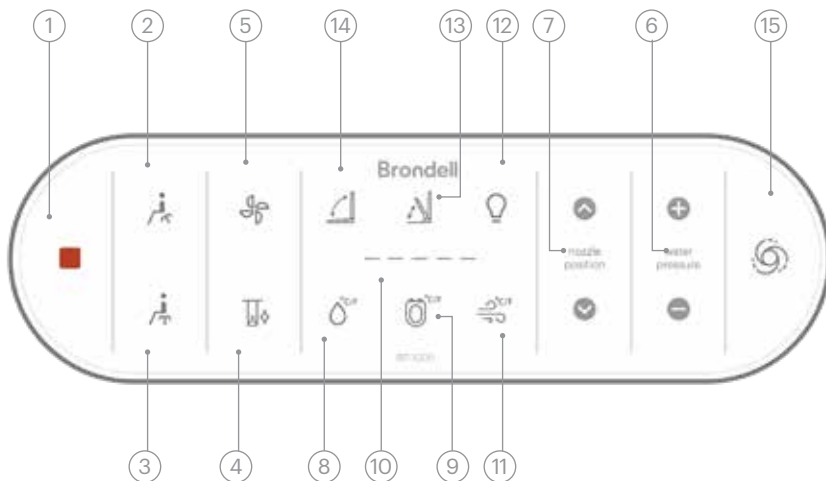 1 2 5 14 13 12 7 6 15
Brondell
nozzle
position
water
pressure
°C/F °C/F °C/F
3 4 8 10 9 11